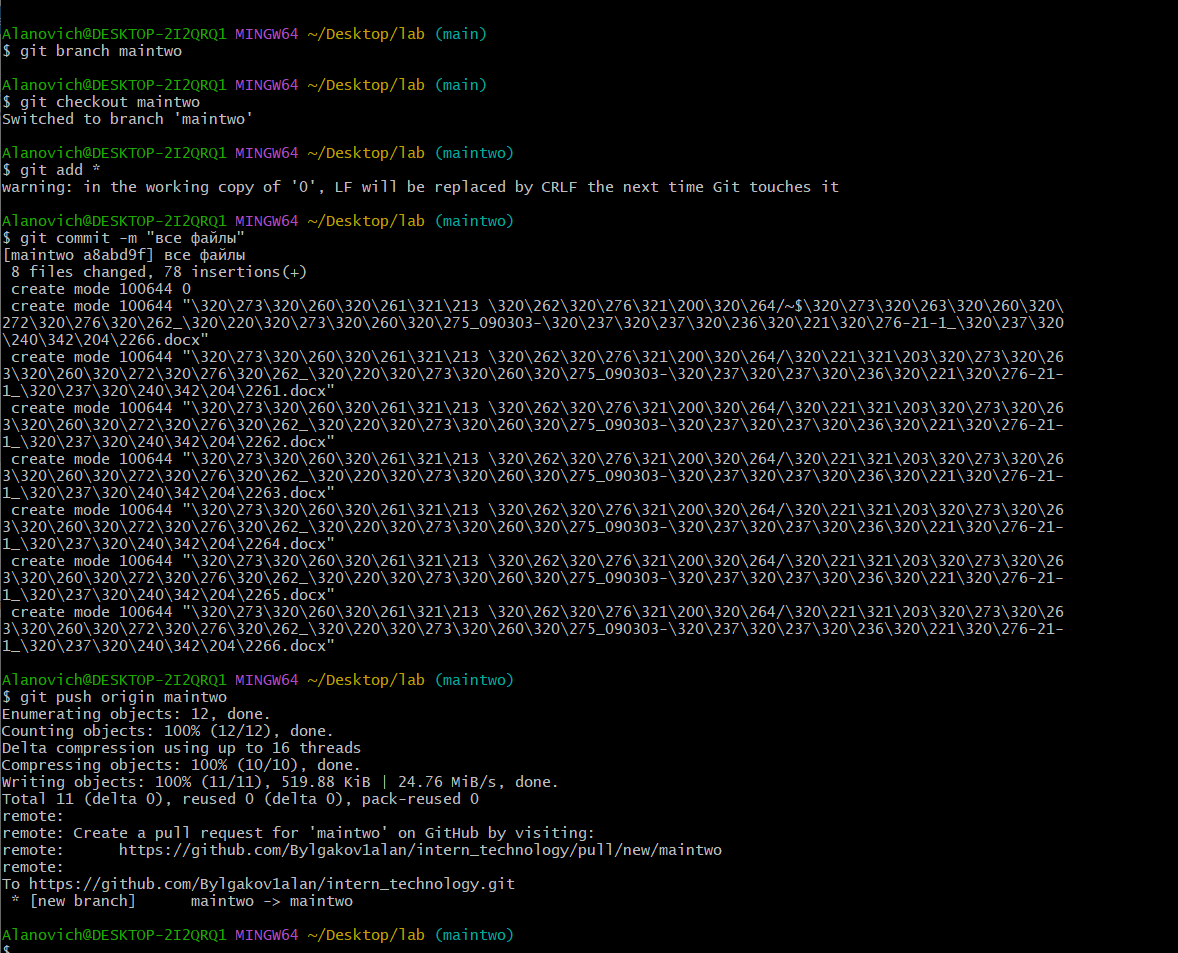 Alanovich@DESKTOP-2I2QRQ1 MINGW64 ~/Desktop/lab (main)
$ git branch maintwo
Alanovich@DESKTOP-2I2QRQ1 MINGW64 ~/Desktop/lab (main)
$ git checkout maintwo
Switched to branch 'maintwo'
Alanovich@DESKTOP-2I2QRQ1 MINGW64 ~/Desktop/lab (maintwo)
$ git add *
warning: in the working copy of '0', LF will be replaced by CRLF the next time Git touches it
Alanovich@DESKTOP-2I2QRQ1 MINGW64 ~/Desktop/lab (maintwo)
$ git commit -m "все файлы"
[maintwo a8abd9f] все файлы
 8 files changed, 78 insertions(+)
 create mode 100644 0
 create mode 100644 "\320\273\320\260\320\261\321\213 \320\262\320\276\321\200\320\264/~$\320\273\320\263\320\260\320\
272\320\276\320\262_\320\220\320\273\320\260\320\275_090303-\320\237\320\237\320\236\320\221\320\276-21-1_\320\237\320
\240\342\204\2266.docx"
 create mode 100644 "\320\273\320\260\320\261\321\213 \320\262\320\276\321\200\320\264/\320\221\321\203\320\273\320\26
3\320\260\320\272\320\276\320\262_\320\220\320\273\320\260\320\275_090303-\320\237\320\237\320\236\320\221\320\276-21-
1_\320\237\320\240\342\204\2261.docx"
 create mode 100644 "\320\273\320\260\320\261\321\213 \320\262\320\276\321\200\320\264/\320\221\321\203\320\273\320\26
3\320\260\320\272\320\276\320\262_\320\220\320\273\320\260\320\275_090303-\320\237\320\237\320\236\320\221\320\276-21-
1_\320\237\320\240\342\204\2262.docx"
 create mode 100644 "\320\273\320\260\320\261\321\213 \320\262\320\276\321\200\320\264/\320\221\321\203\320\273\320\26
3\320\260\320\272\320\276\320\262_\320\220\320\273\320\260\320\275_090303-\320\237\320\237\320\236\320\221\320\276-21-
1_\320\237\320\240\342\204\2263.docx"
 create mode 100644 "\320\273\320\260\320\261\321\213 \320\262\320\276\321\200\320\264/\320\221\321\203\320\273\320\26
3\320\260\320\272\320\276\320\262_\320\220\320\273\320\260\320\275_090303-\320\237\320\237\320\236\320\221\320\276-21-
1_\320\237\320\240\342\204\2264.docx"
 create mode 100644 "\320\273\320\260\320\261\321\213 \320\262\320\276\321\200\320\264/\320\221\321\203\320\273\320\26
3\320\260\320\272\320\276\320\262_\320\220\320\273\320\260\320\275_090303-\320\237\320\237\320\236\320\221\320\276-21-
1_\320\237\320\240\342\204\2265.docx"
 create mode 100644 "\320\273\320\260\320\261\321\213 \320\262\320\276\321\200\320\264/\320\221\321\203\320\273\320\26
3\320\260\320\272\320\276\320\262_\320\220\320\273\320\260\320\275_090303-\320\237\320\237\320\236\320\221\320\276-21-
1_\320\237\320\240\342\204\2266.docx"
Alanovich@DESKTOP-2I2QRQ1 MINGW64 ~/Desktop/lab (maintwo)
$ git push origin maintwo
Enumerating objects: 12, done.
Counting objects: 100% (12/12), done.
Delta compression using up to 16 threads
Compressing objects: 100% (10/10), done.
Writing objects: 100% (11/11), 519.88 KiB | 24.76 MiB/s, done.
Total 11 (delta 0), reused 0 (delta 0), pack-reused 0
remote:
remote: Create a pull request for 'maintwo' on GitHub by visiting:
remote:      https://github.com/Bylgakov1alan/intern_technology/pull/new/maintwo
remote:
To https://github.com/Bylgakov1alan/intern_technology.git
 * [new branch]      maintwo -> maintwo
Alanovich@DESKTOP-2I2QRQ1 MINGW64 ~/Desktop/lab (maintwo)
$